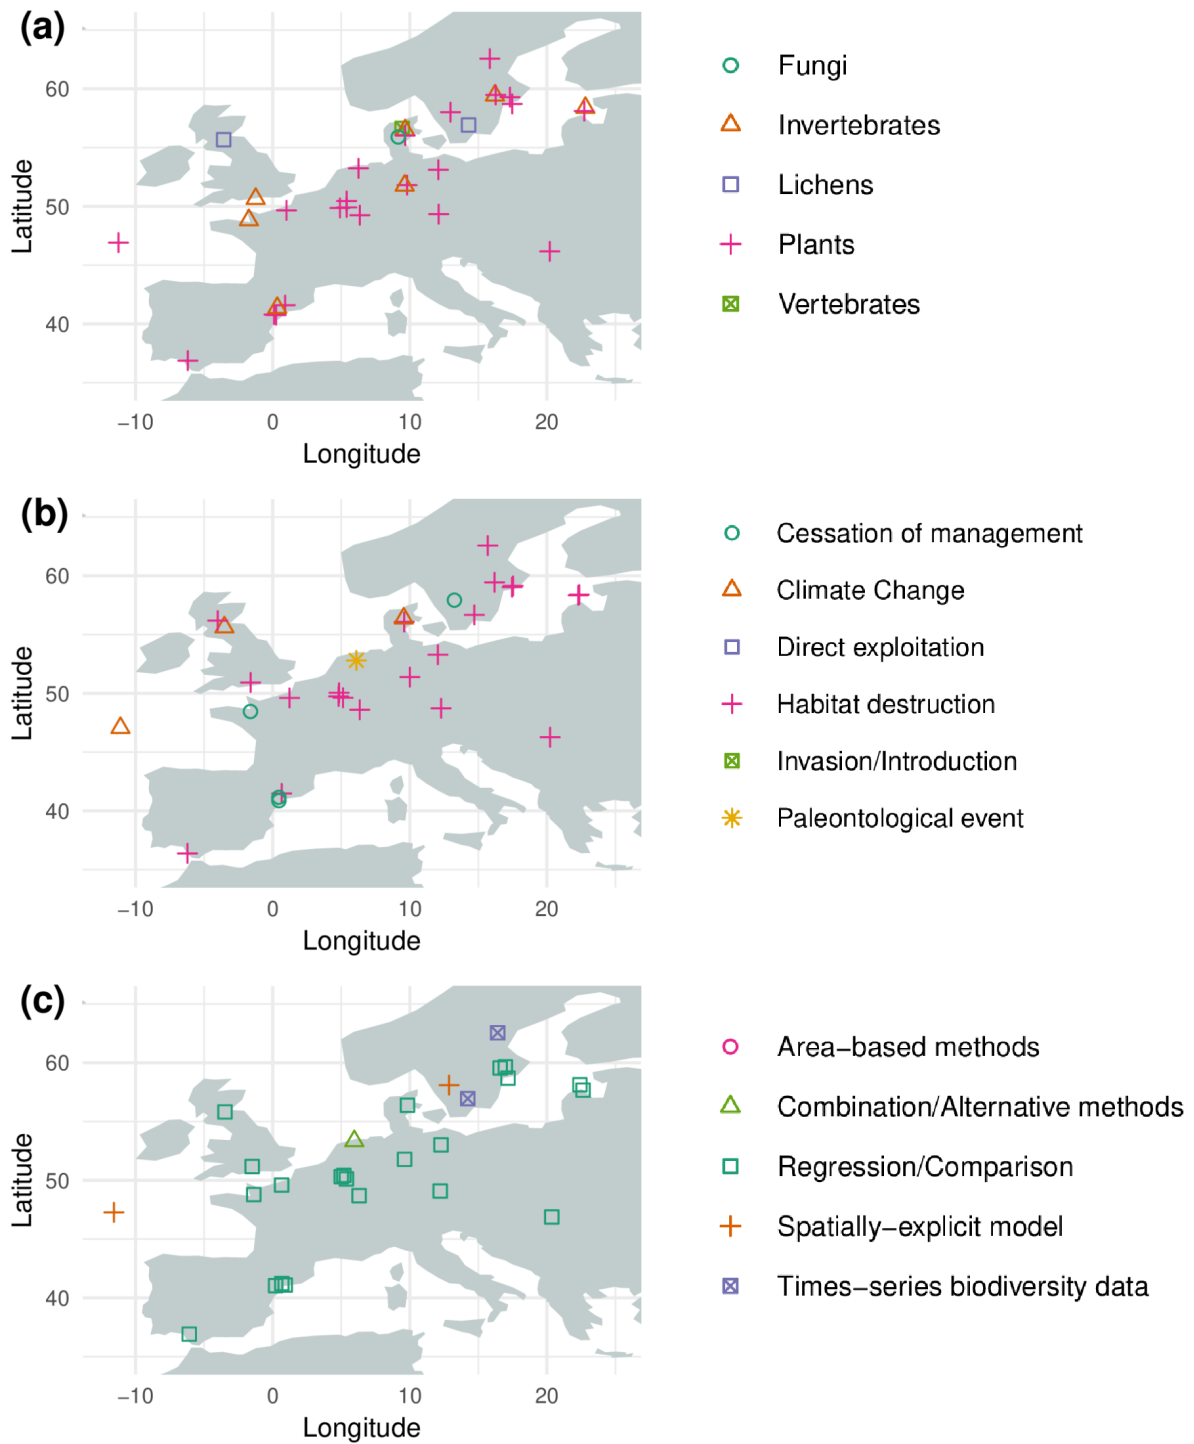 (a)
60
50
40
Latitude
−10
0
10
20
Longitude
Fungi
Invertebrates
Lichens
Plants
Vertebrates
(b)
60
50
40
Latitude
−10
0
10
20
Longitude
Cessation of management
Climate Change
Direct exploitation
Habitat destruction
Invasion/Introduction
Paleontological event
(c)
60
50
40
Latitude
−10
0
10
20
Longitude
Area−based methods
Combination/Alternative methods
Regression/Comparison
Spatially−explicit model
Times−series biodiversity data